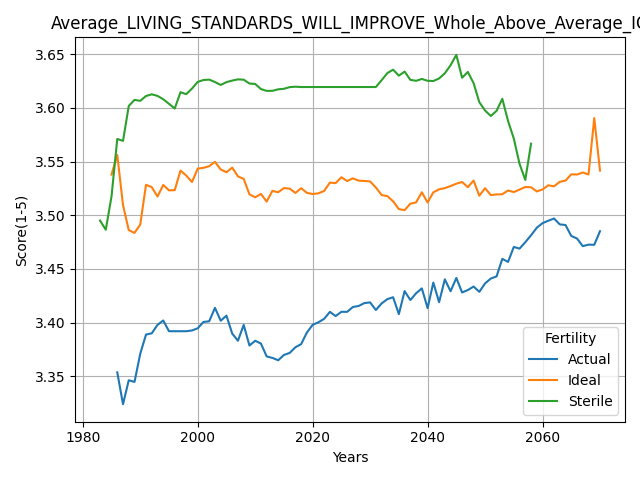 Average_LIVING_STANDARDS_WILL_IMPROVE_Whole_Above_Average_IQ
Score(1-5)
3.65
3.60
3.55
3.50
3.45
3.40
3.35
Fertility
Actual
Ideal
Sterile
1980
2000
2020
2040
2060
Years